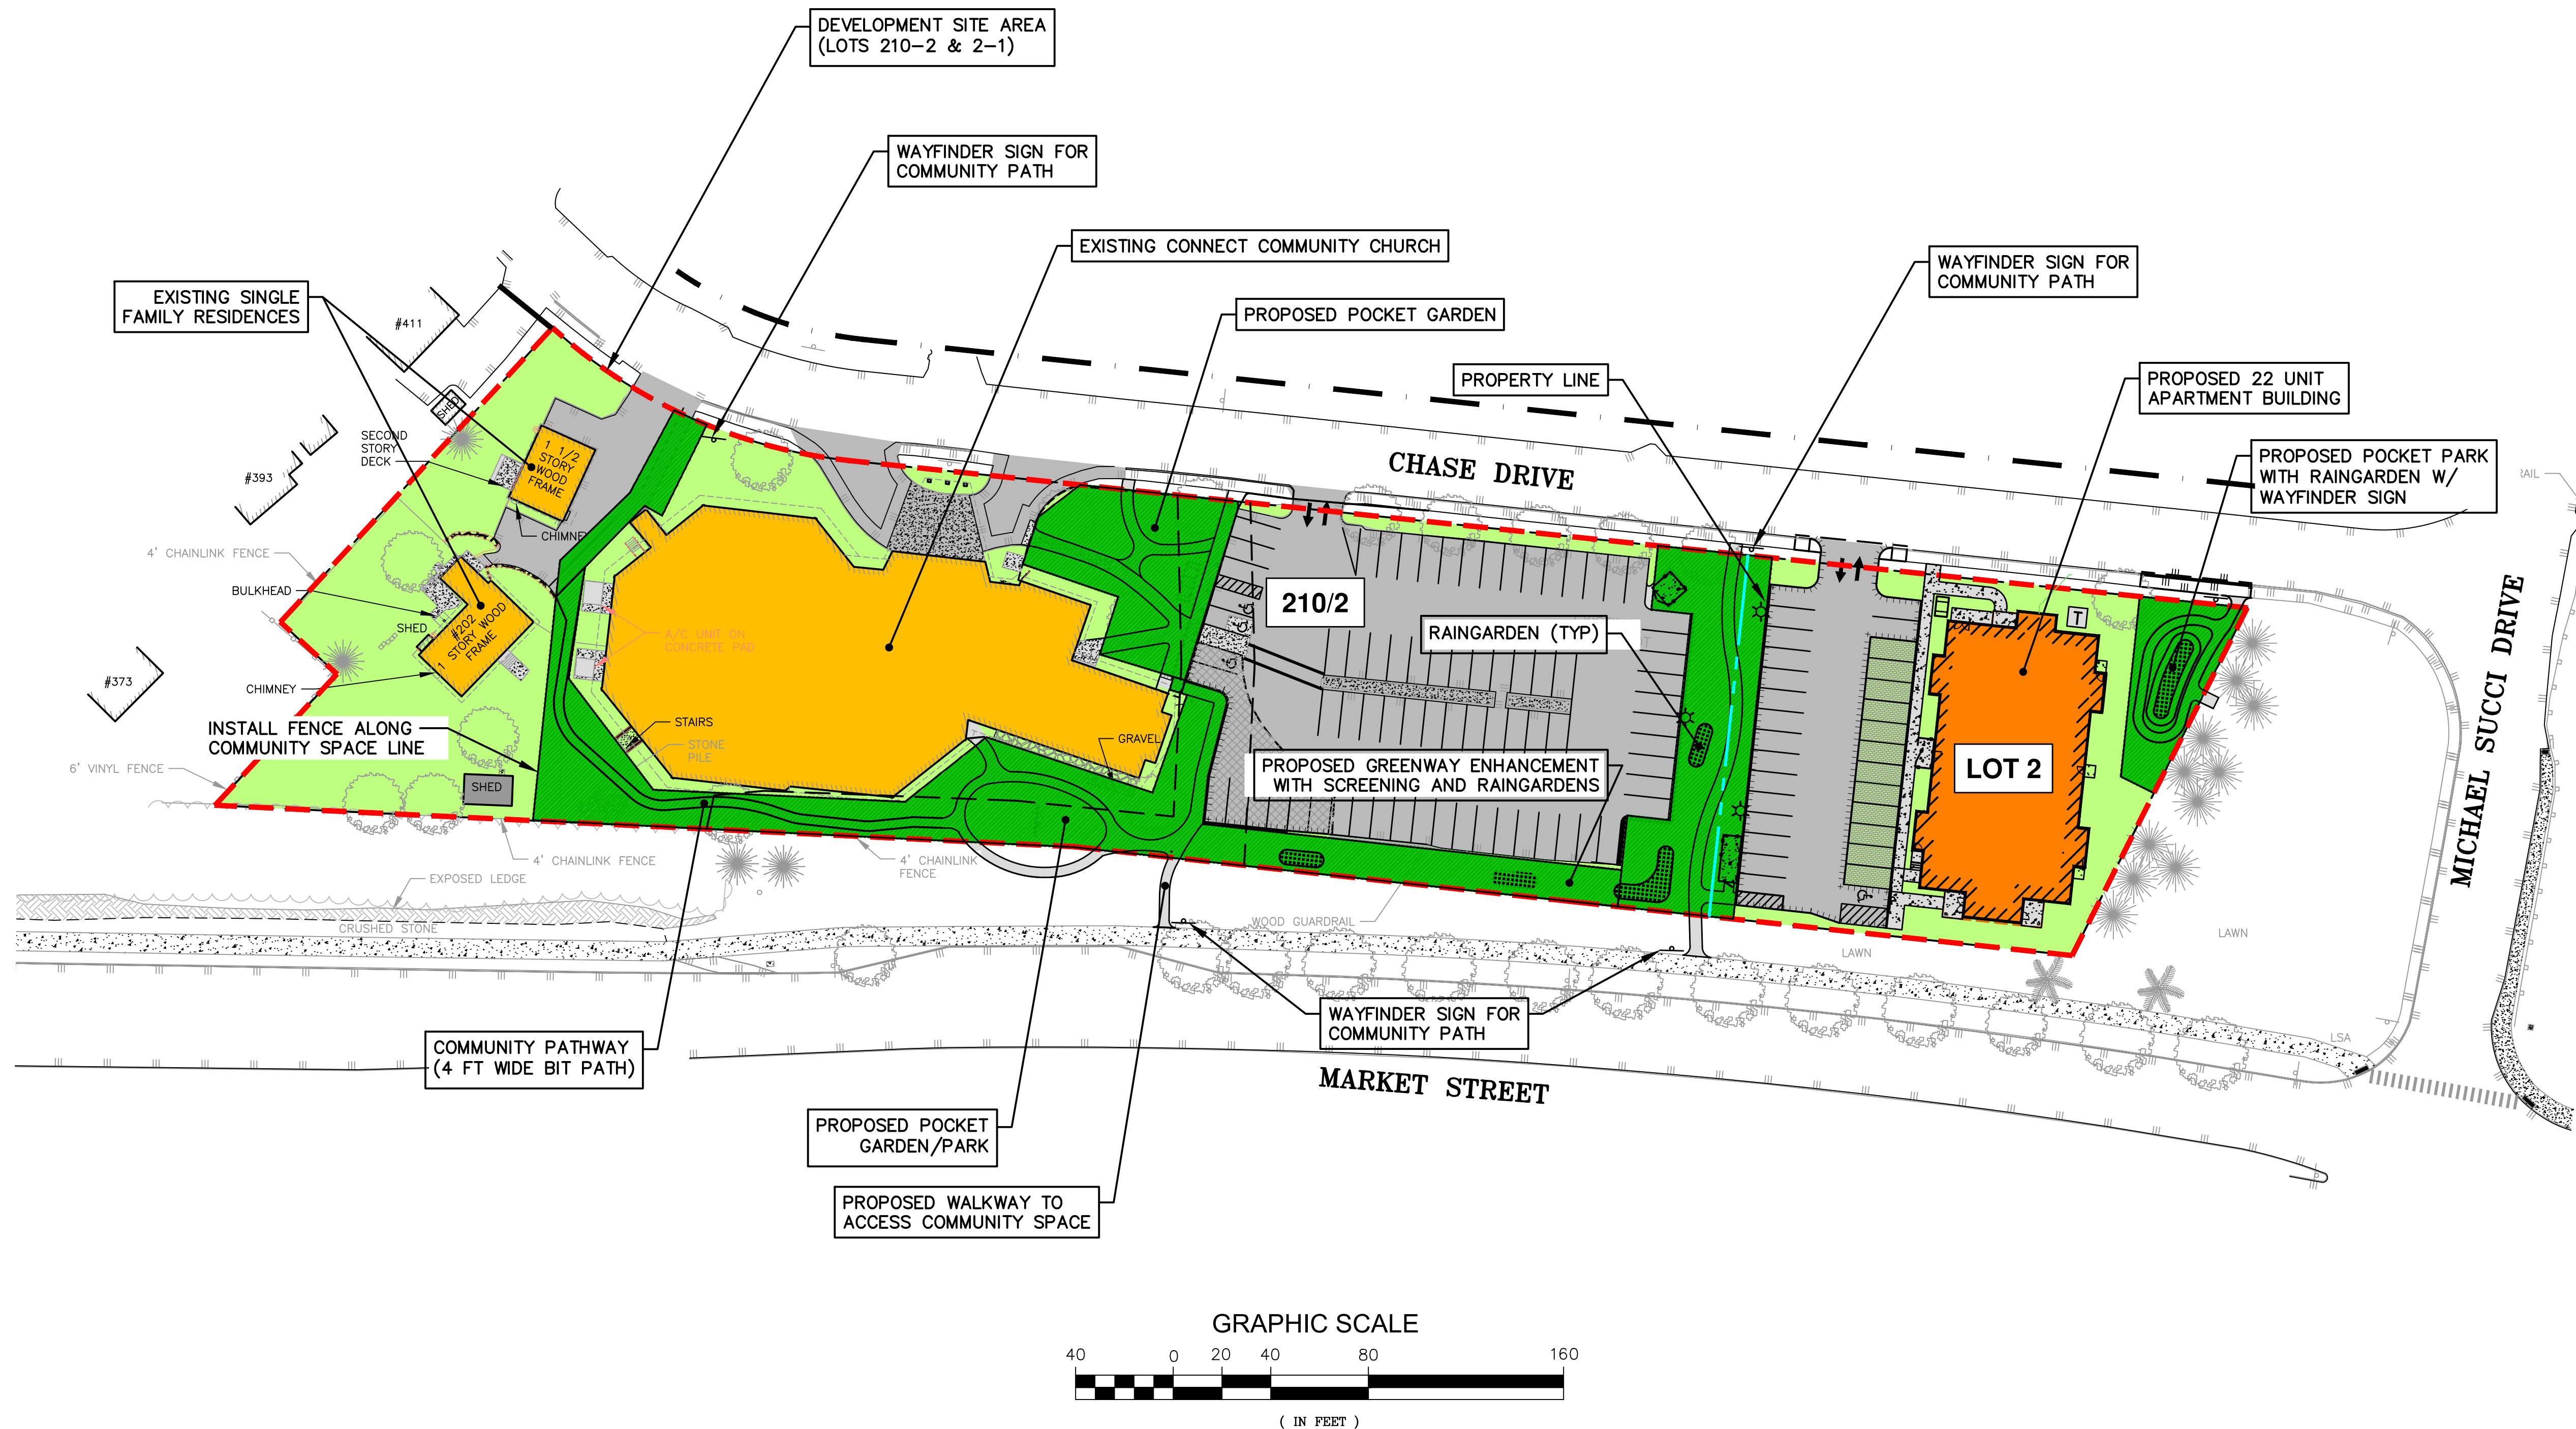 DEVELOPMENT SITE AREA
(LOTS 210-2 & 2-1)
WAYFINDER SIGN FOR
COMMUNITY PATH
EXISTING CONNECT COMMUNITY CHURCH
WAYFINDER SIGN FOR
COMMUNITY PATH
EXISTING SINGLE
FAMILY RESIDENCES
PROPOSED POCKET GARDEN
#411
PROPERTY LINE
PROPOSED 22 UNIT
APARTMENT BUILDING
SHED
SECOND
STORY
DECK
1 1/2
STORY
WOOD
FRAME
CHASE DRIVE
PROPOSED POCKET PARK
WITH RAINGARDEN W/
WAYFINDER SIGN
#393
CHIMNEY
4' CHAINLINK FENCE
BULKHEAD
SHED
#202
1 STORY WOOD
FRAME
A/C UNIT ON
CONCRETE PAD
210/2
T
RAINGARDEN (TYP)
#373
CHIMNEY
MICHAEL SUCCI DRIVE
INSTALL FENCE ALONG
COMMUNITY SPACE LINE
STAIRS
STONE
PILE
GRAVEL
PROPOSED GREENWAY ENHANCEMENT
WITH SCREENING AND RAINGARDENS
LOT 2
6' VINYL FENCE
SHED
4' CHAINLINK FENCE
4' CHAINLINK
FENCE
EXPOSED LEDGE
CRUSHED STONE
WOOD GUARDRAIL
LAWN
LAWN
WAYFINDER SIGN FOR
COMMUNITY PATH
LSA
COMMUNITY PATHWAY
(4 FT WIDE BIT PATH)
MARKET STREET
PROPOSED POCKET
GARDEN/PARK
PROPOSED WALKWAY TO
ACCESS COMMUNITY SPACE
GRAPHIC SCALE
40 0 20 40 80 160
( IN FEET )